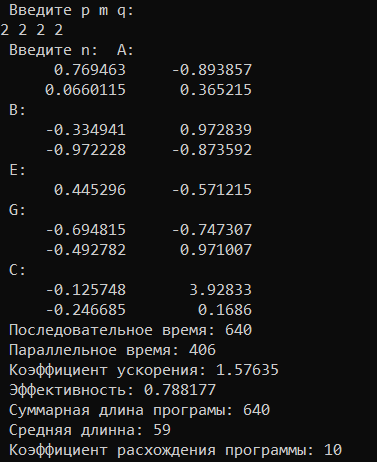 Введите p m q:
2 2 2 2
Введите n:  A:
0.769463 -0.893857
0.0660115 0.365215
B:
-0.334941 0.972839
-0.972228 -0.873592
E:
0.445296 -0.571215
G:
-0.694815 -0.747307
-0.492782 0.971007
C:
-0.125748 3.92833
-0.246685 0.1686
Последовательное время: 640
Параллельное время: 406
Коэффициент ускорения: 1.57635
Эффективность: 0.788177
Суммарная длина програмы: 640
Средняя длинна: 59
Коэффициент расхождения программы: 10